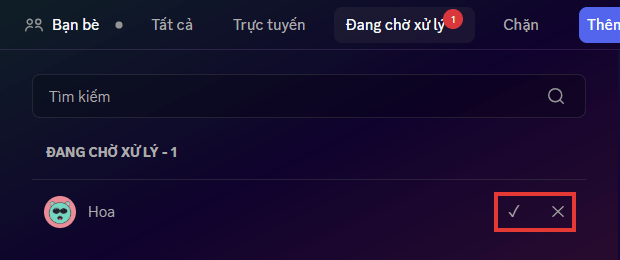 Bạn bè Tất cả Trực tuyến Đang chờ xử lý 1 Chặn Thên
Tìm kiếm
ĐANG CHỜ XỬ LÝ - 1
Hoa